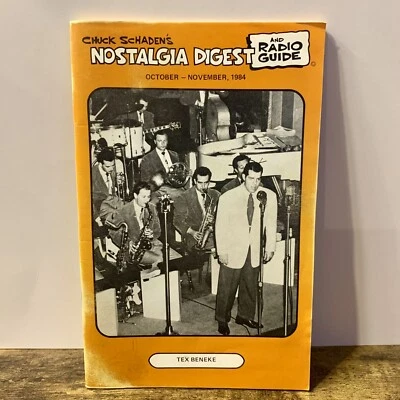 CHUCK SCHADEN'S
NOSTALGIA DIGEST
AND
RADIO
GUIDE
©
OCTOBER – NOVEMBER, 1984
TEX BENEKE